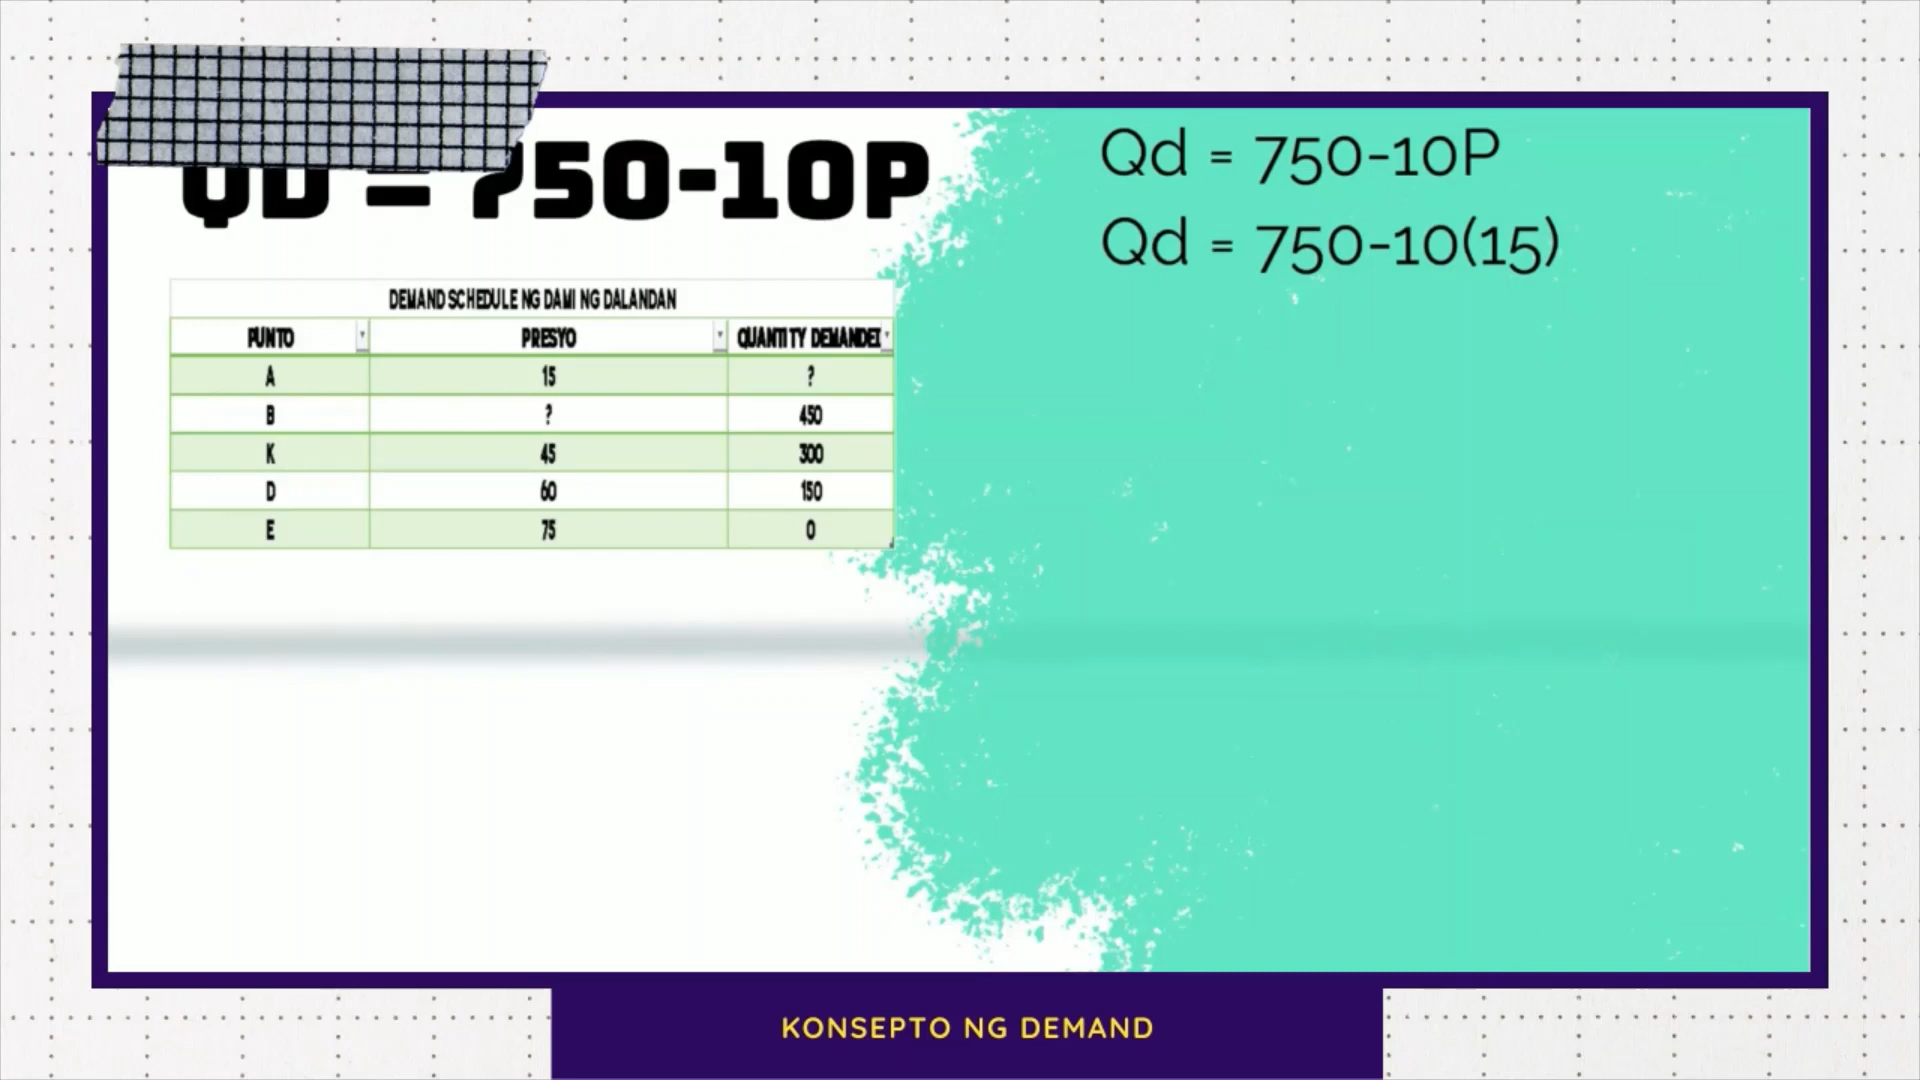 QD = 750-10P
DEMAND SCHEDULE NG DAMI NG DALANDAN
PUNTO PRESYO QUANTITY DEMANDED
A 15 ?
B ? 450
K 45 300
D 60 150
E 75 0
Qd = 750-10P
Qd = 750-10(15)
KONSEPTO NG DEMAND